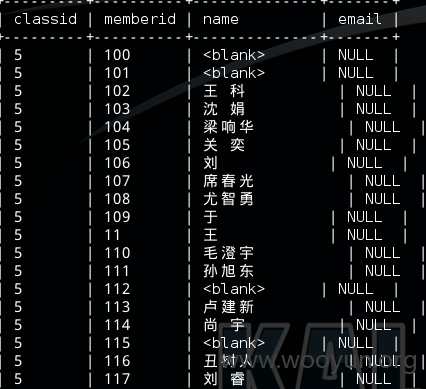 | classid | memberid | name | email |
| 5 | 100 | <blank> | NULL |
| 5 | 101 | <blank> | NULL |
| 5 | 102 | 王 科 | NULL |
| 5 | 103 | 沈 娟 | NULL |
| 5 | 104 | 梁响华 | NULL |
| 5 | 105 | 关 奕 | NULL |
| 5 | 106 | 刘 | NULL |
| 5 | 107 | 席春光 | NULL |
| 5 | 108 | 尤智勇 | NULL |
| 5 | 109 | 于 | NULL |
| 5 | 11 | 王 | NULL |
| 5 | 110 | 毛澄宇 | NULL |
| 5 | 111 | 孙旭东 | NULL |
| 5 | 112 | <blank> | NULL |
| 5 | 113 | 卢建新 | NULL |
| 5 | 114 | 尚 宇 | NULL |
| 5 | 115 | <blank> | NULL |
| 5 | 116 | 丑树人 | NULL |
| 5 | 117 | 刘 睿 | NULL |
www.wooyun.org